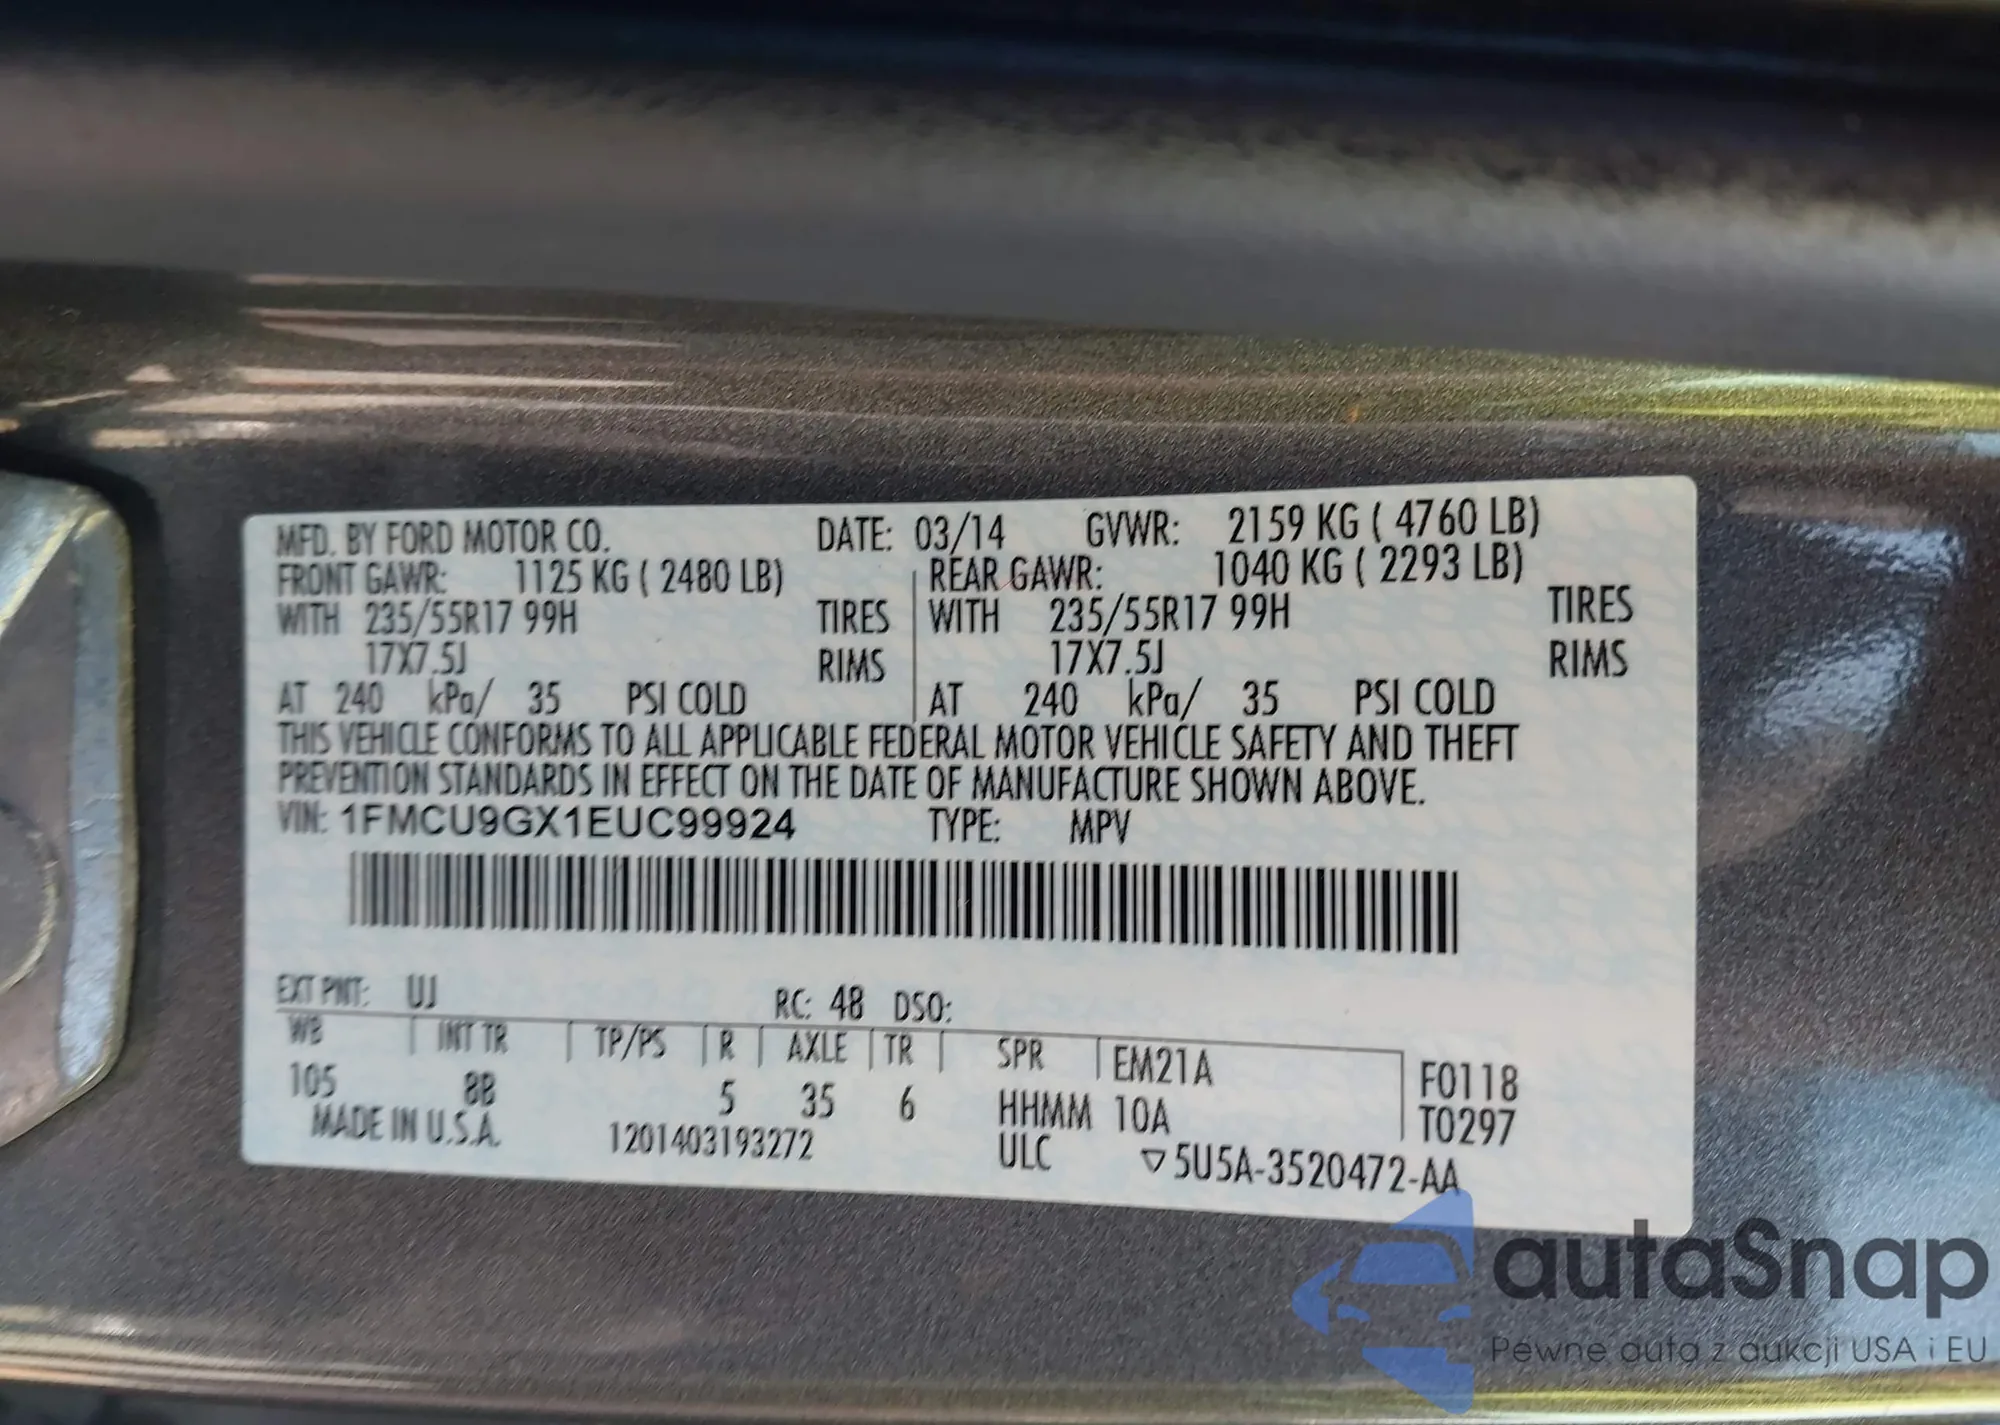 MFD. BY FORD MOTOR CO. DATE: 03/14 GVWR: 2159 KG ( 4760 LB)
FRONT GAWR: 1125 KG ( 2480 LB) REAR GAWR: 1040 KG ( 2293 LB)
WITH 235/55R17 99H TIRES WITH 235/55R17 99H TIRES
17X7.5J RIMS 17X7.5J RIMS
AT 240 kPa/ 35 PSI COLD AT 240 kPa/ 35 PSI COLD
THIS VEHICLE CONFORMS TO ALL APPLICABLE FEDERAL MOTOR VEHICLE SAFETY AND THEFT
PREVENTION STANDARDS IN EFFECT ON THE DATE OF MANUFACTURE SHOWN ABOVE.
VIN: 1FMCU9GX1EUC99924 TYPE: MPV
EXT PNT: UJ RC: 48 DSO:
WB INT TR TP/PS R AXLE TR SPR EM21A F0118
105 8B 5 35 6 HHMM 10A T0297
MADE IN U.S.A. 1201403193272 ULC ▽5U5A-3520472-AA
autaSnap
Pewne auta z aukcji USA i EU